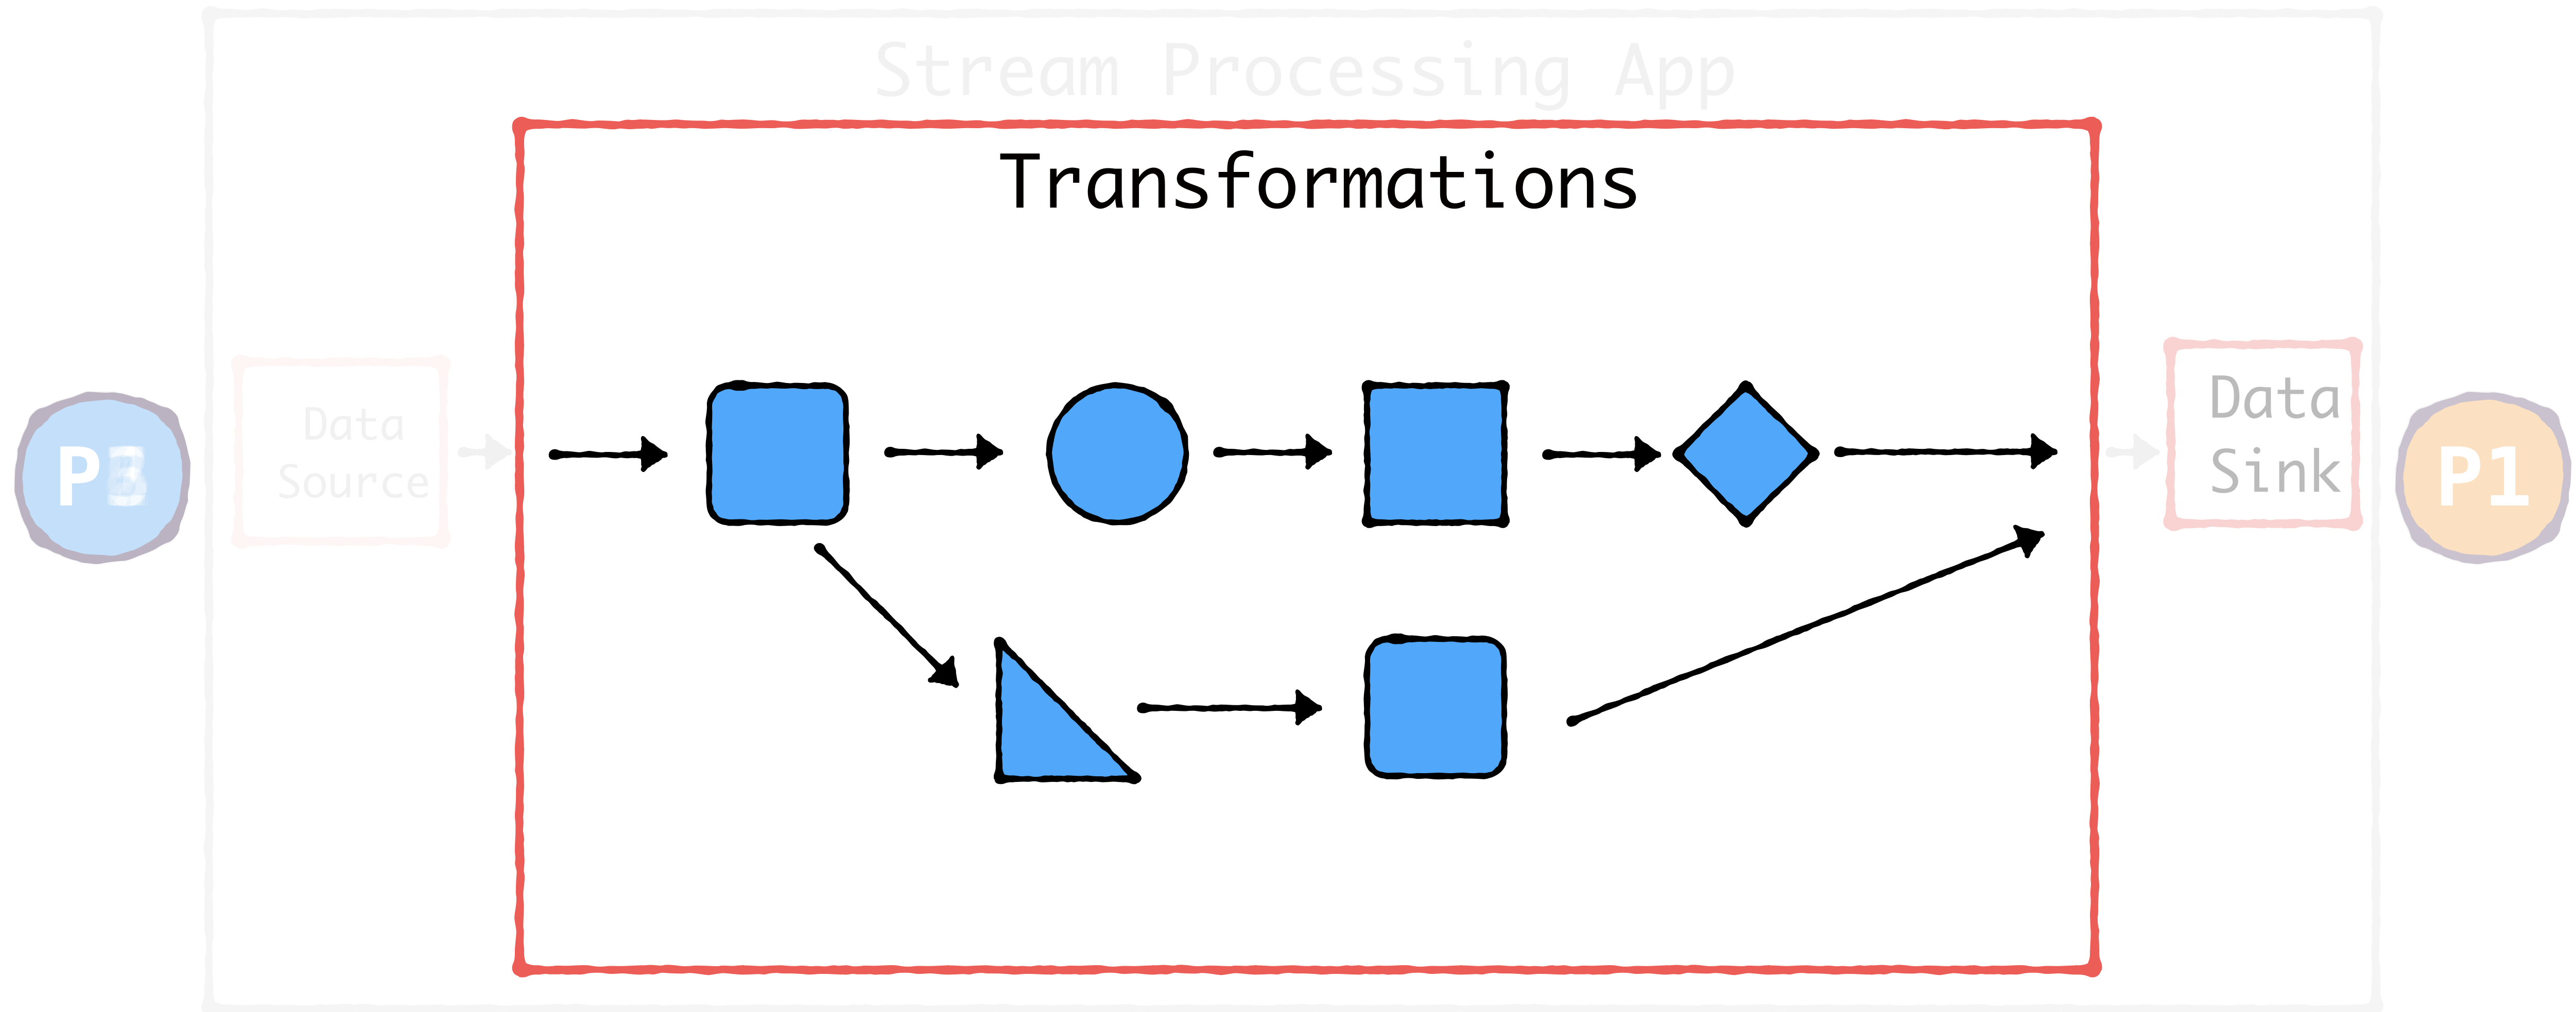 Stream Processing App
Transformations
Data
Source
Data
Sink
P
P1